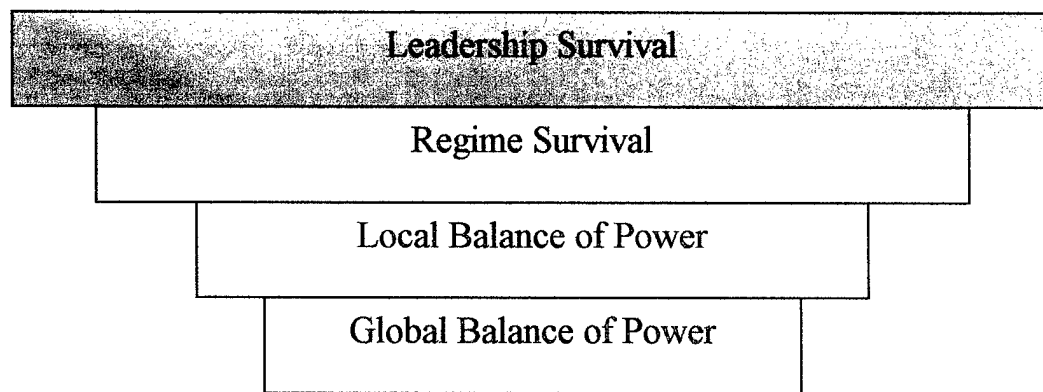 Leadership Survival
Regime Survival
Local Balance of Power
Global Balance of Power